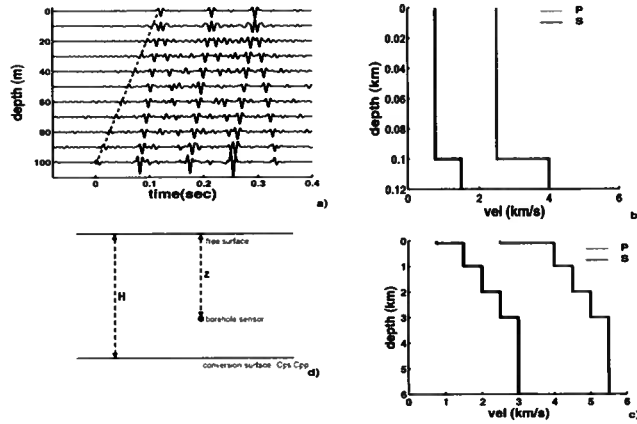 0
20
40
60
80
100
depth (m)
0
0.1
0.2
0.3
0.4
time(sec)
a)
0
0.02
0.04
0.06
0.08
0.1
0.12
depth (km)
P
S
0
2
4
6
vel (km/s)
b
free surface
H
z
borehole sensor
conversion surface Cps Cpp
d)
0
1
2
3
4
5
6
depth (km)
P
S
0
1
2
3
4
5
6
vel (km/s)
c)